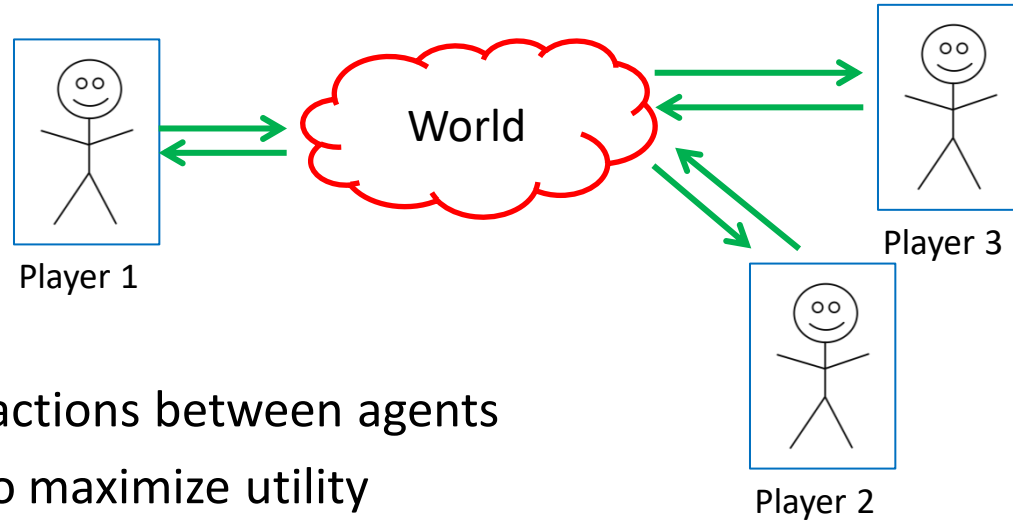 World
Player 1
Player 3
Player 2
actions between agents
maximize utility